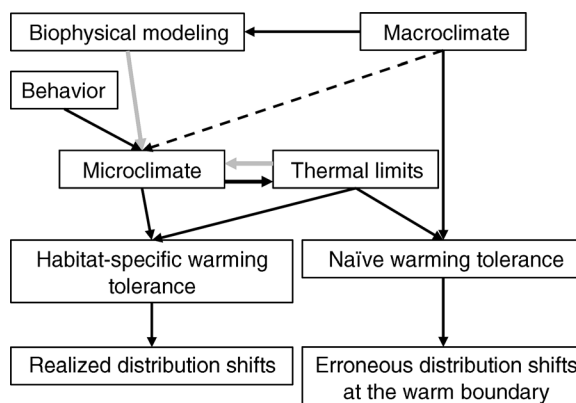 Biophysical modeling
Macroclimate
Behavior
Microclimate
Thermal limits
Habitat-specific warming
tolerance
Naïve warming tolerance
Realized distribution shifts
Erroneous distribution shifts
at the warm boundary